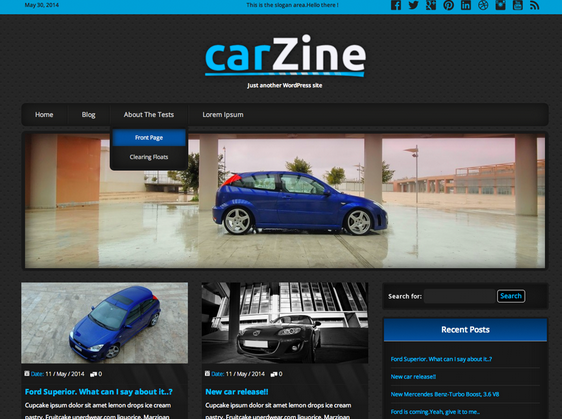 May 30, 2014
This is the slogan area.Hello there !
carZine
Just another WordPress site
Home
Blog
About The Tests
Lorem Ipsum
Front Page
Clearing Floats
Search for:
Search
Recent Posts
Ford Superior. What can I say about it..?
New car release!!
New Mercedes Benz-Turbo Boost, 3.6 V8
Ford is coming.Yeah, give it to me..
Date: 11 / May / 2014 0
Ford Superior. What can I say about it..?
Cupcake ipsum dolor sit amet lemon drops ice cream
pastry. Fruitcake unerdwear.com liquorice. Marzipan
Date: 11 / May / 2014 0
New car release!!
Cupcake ipsum dolor sit amet lemon drops ice cream
pastry. Fruitcake unerdwear.com liquorice. Marzipan